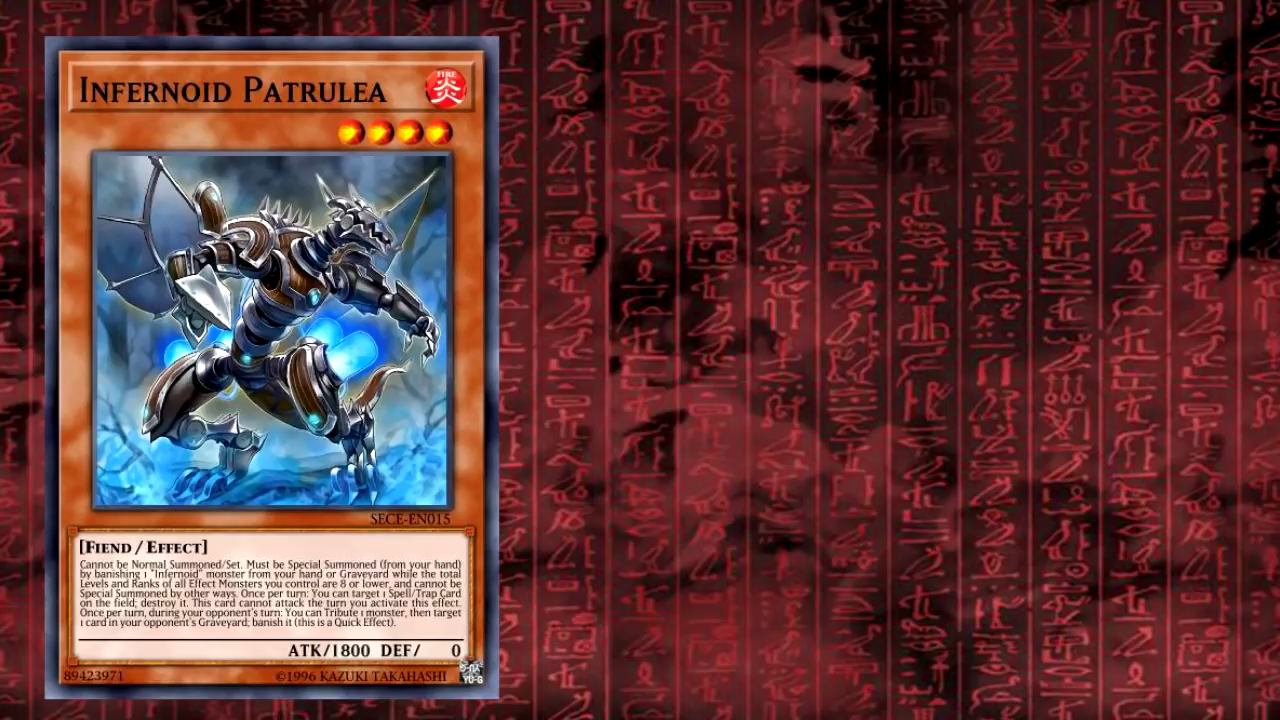 INFERNOID PATRULEA
FIRE
炎
SECE-EN015
[FIEND / EFFECT]
Cannot be Normal Summoned/Set. Must be Special Summoned (from your hand)
by banishing 1 "Infernoid" monster from your hand or Graveyard while the total
Levels and Ranks of all Effect Monsters you control are 8 or lower, and cannot be
Special Summoned by other ways. Once per turn: You can target 1 Spell/Trap Card
on the field; destroy it. This card cannot attack the turn you activate this effect.
Once per turn, during your opponent's turn: You can Tribute 1 monster, then target
1 card in your opponent's Graveyard; banish it (this is a Quick Effect).
ATK/1800 DEF/ 0
89423971
©1996 KAZUKI TAKAHASHI